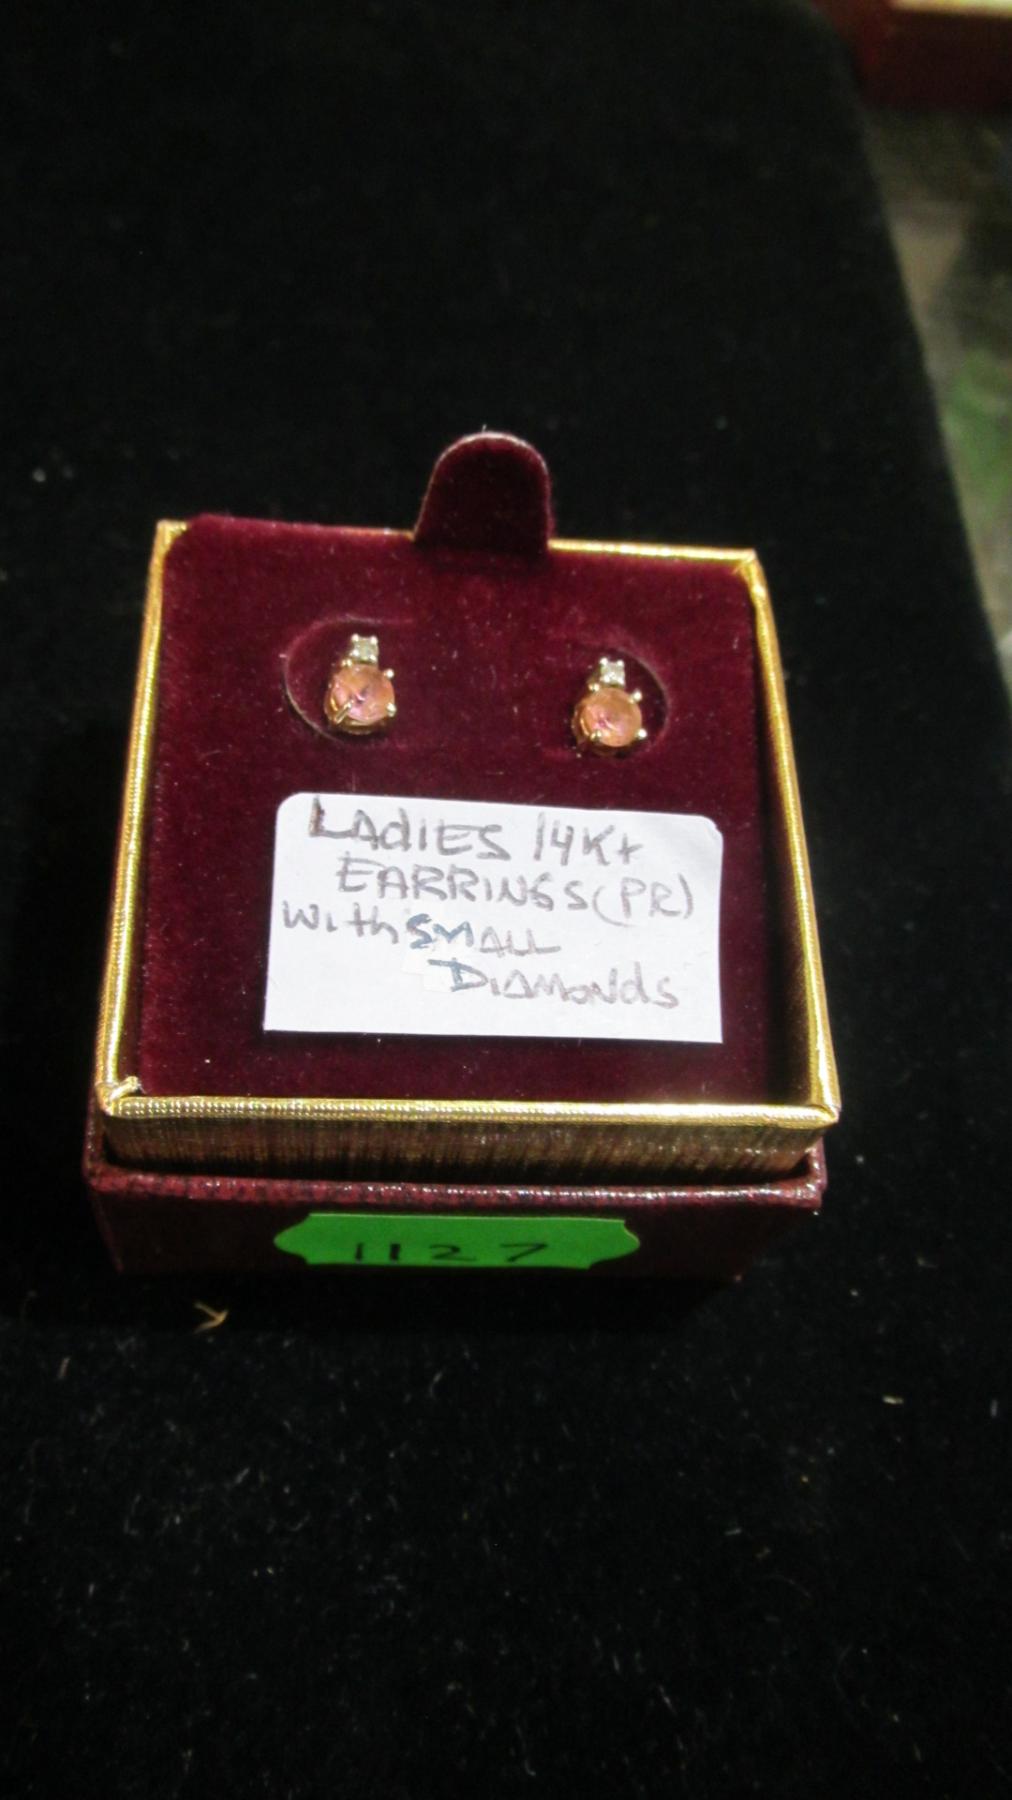 LAdIES 14Kt
EARRINGS (PR)
With SMALL
DIAMONds
1127